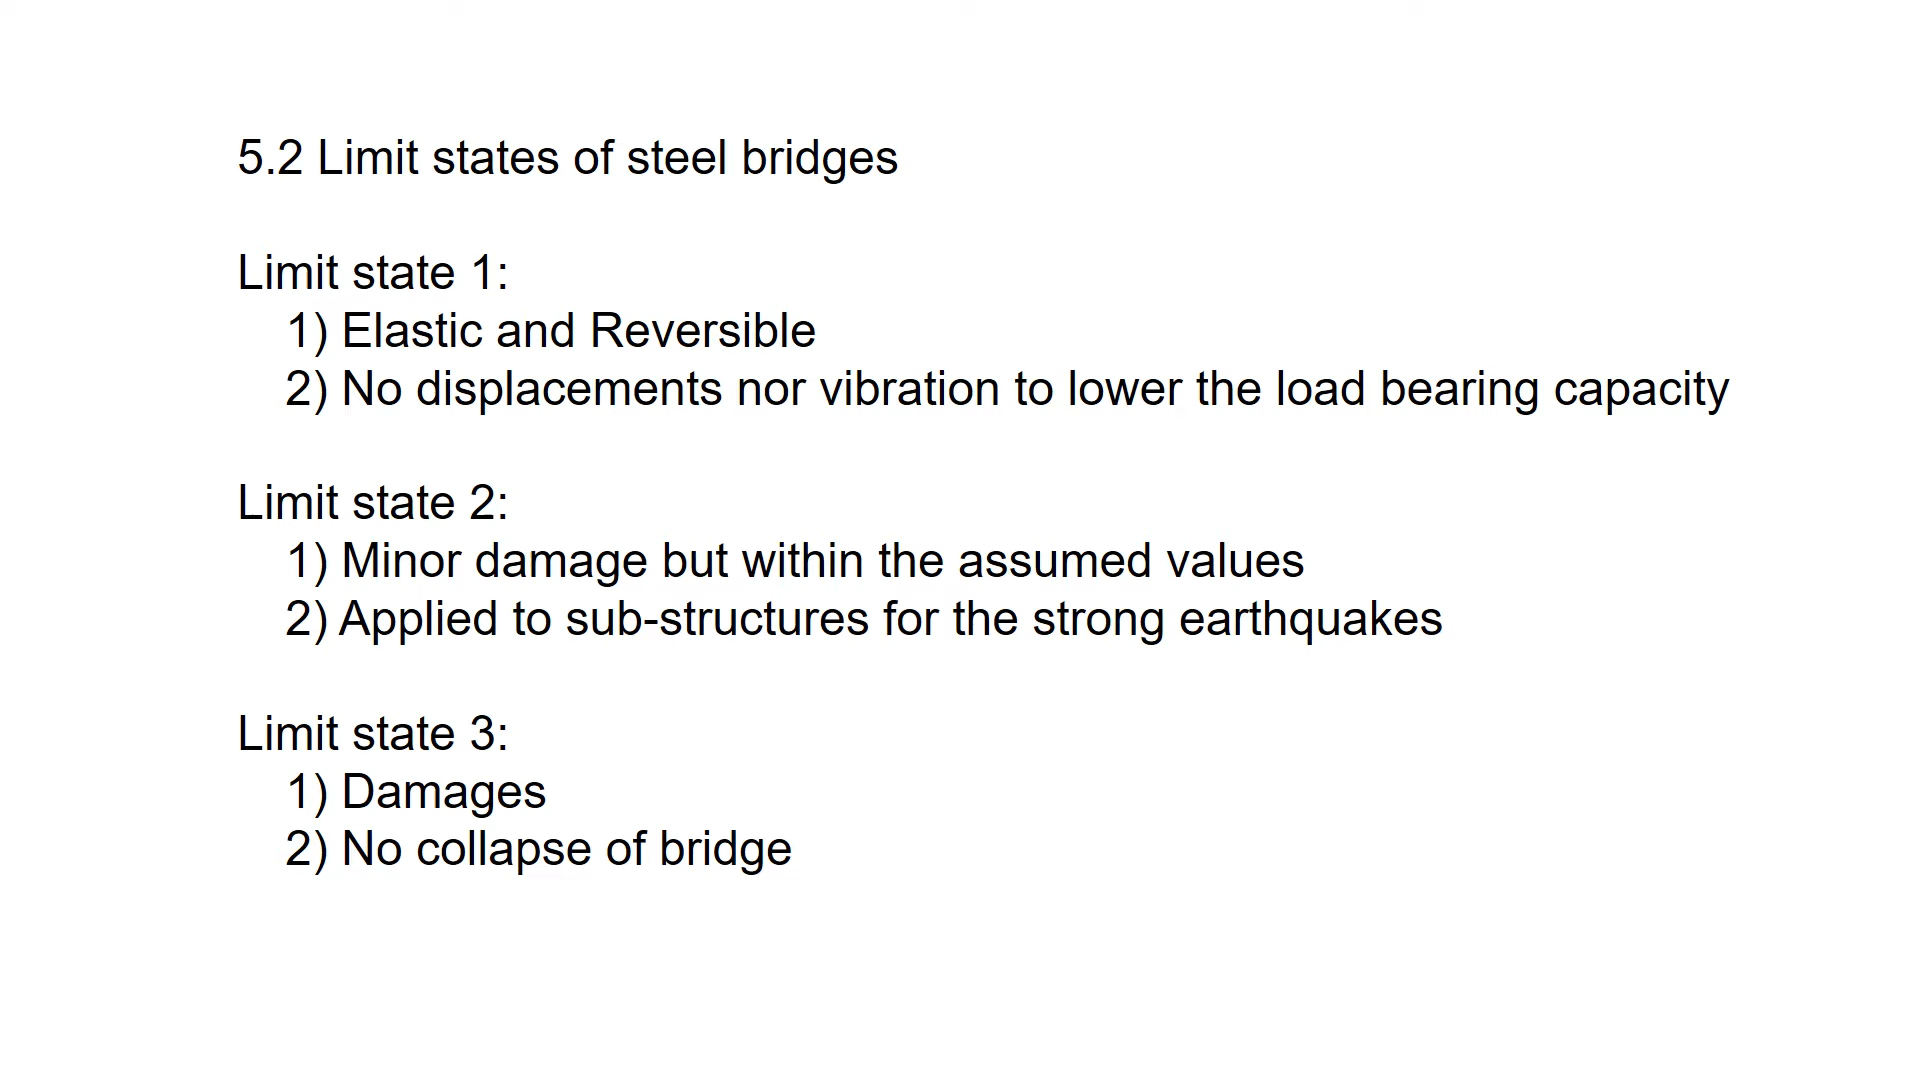 5.2 Limit states of steel bridges
Limit state 1:
1) Elastic and Reversible
2) No displacements nor vibration to lower the load bearing capacity
Limit state 2:
1) Minor damage but within the assumed values
2) Applied to sub-structures for the strong earthquakes
Limit state 3:
1) Damages
2) No collapse of bridge